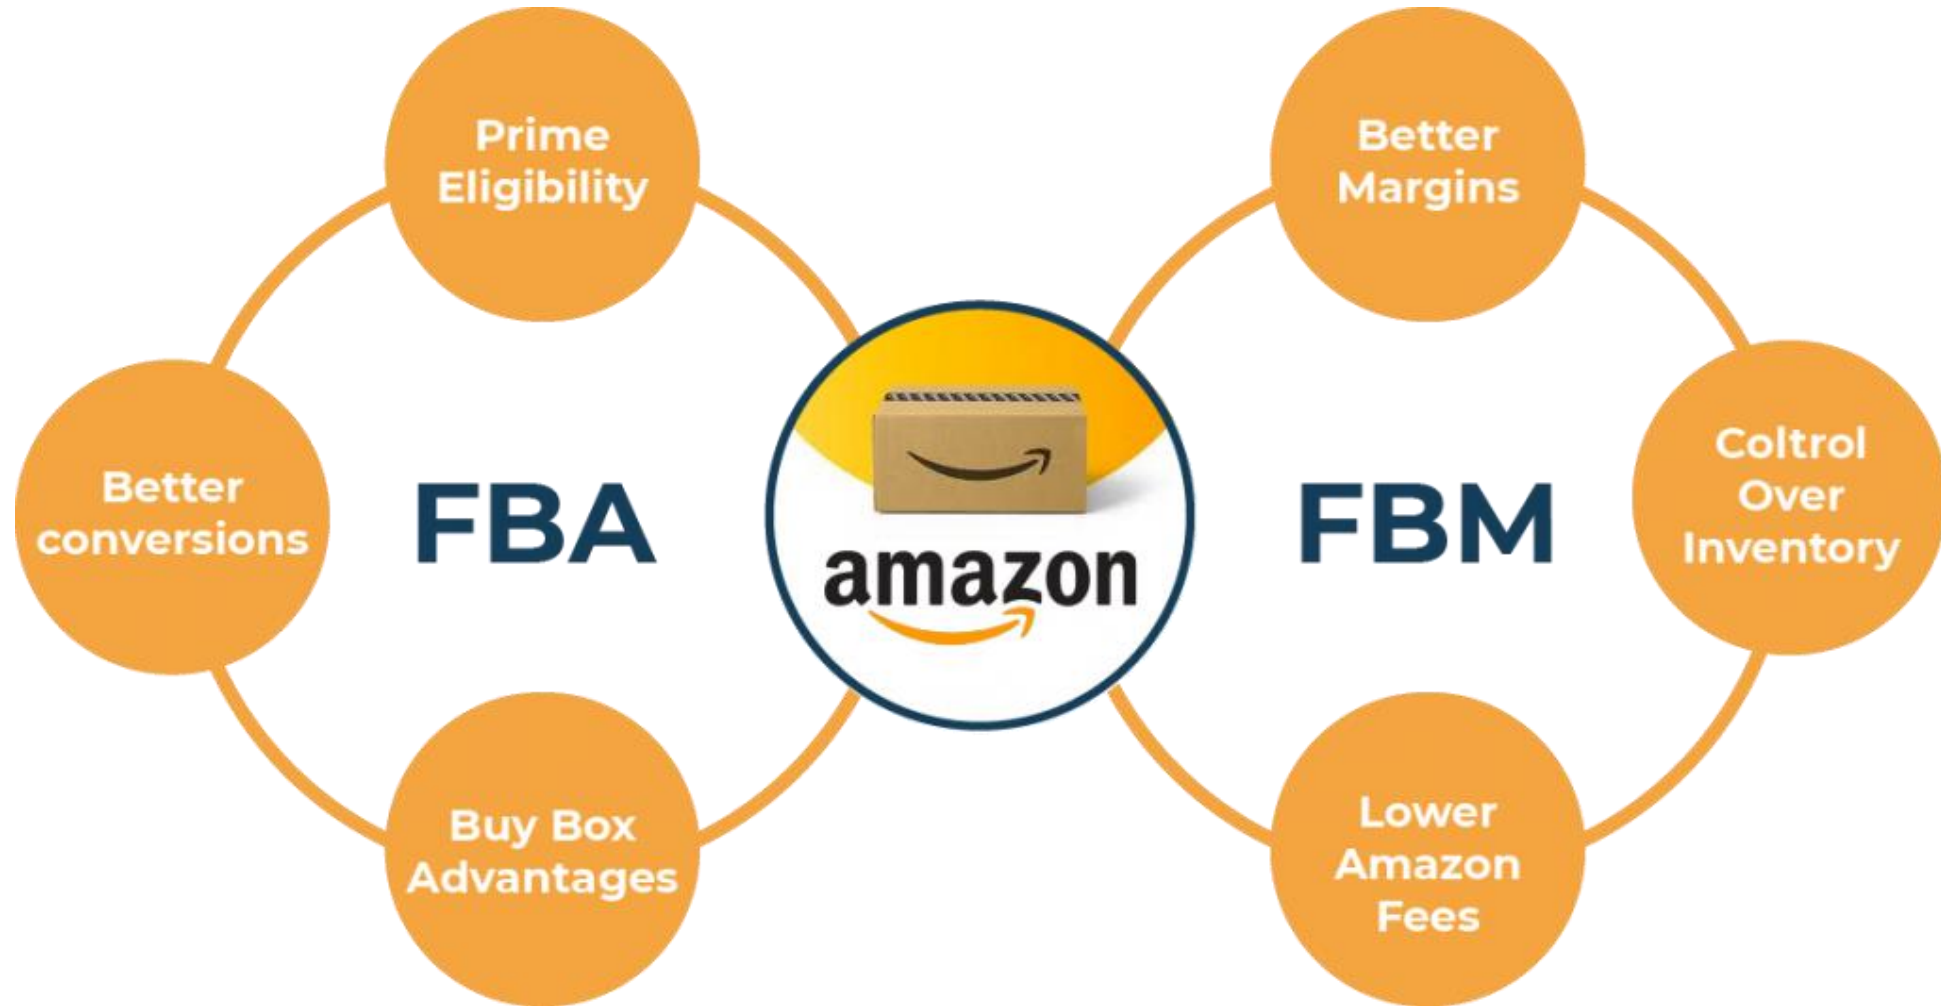 Prime
Eligibility
Better
conversions
FBA
Buy Box
Advantages
amazon
Better
Margins
FBM
Coltrol
Over
Inventory
Lower
Amazon
Fees